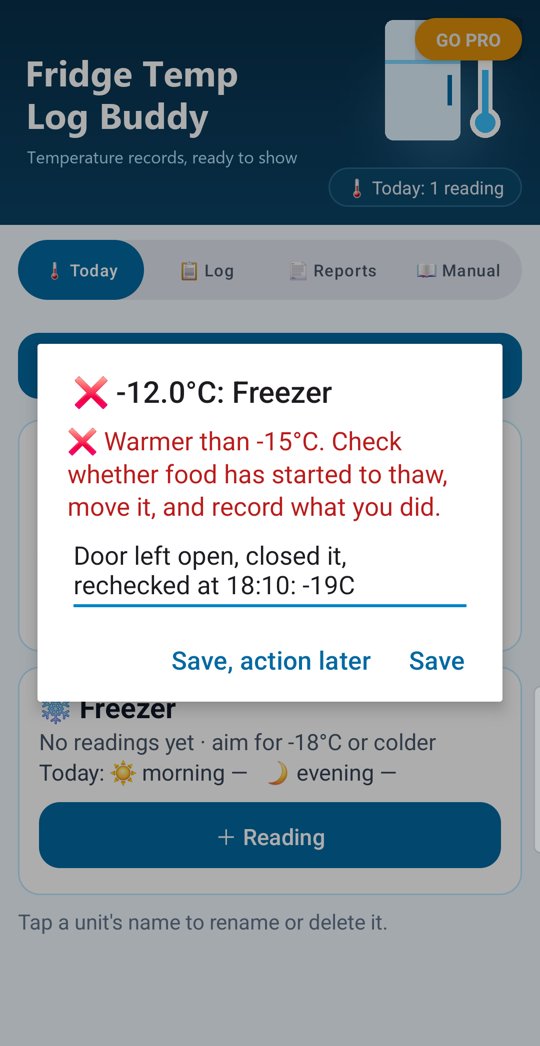 GO PRO
Fridge Temp
Log Buddy
Temperature records, ready to show
🌡️ Today: 1 reading
🌡️ Today
📋 Log
📄 Reports
📖 Manual
❌ -12.0°C: Freezer
❌ Warmer than -15°C. Check
whether food has started to thaw,
move it, and record what you did.
Door left open, closed it,
rechecked at 18:10: -19C
Save, action later
Save
❄️ Freezer
No readings yet · aim for -18°C or colder
Today: ☀️ morning — 🌙 evening —
+ Reading
Tap a unit's name to rename or delete it.